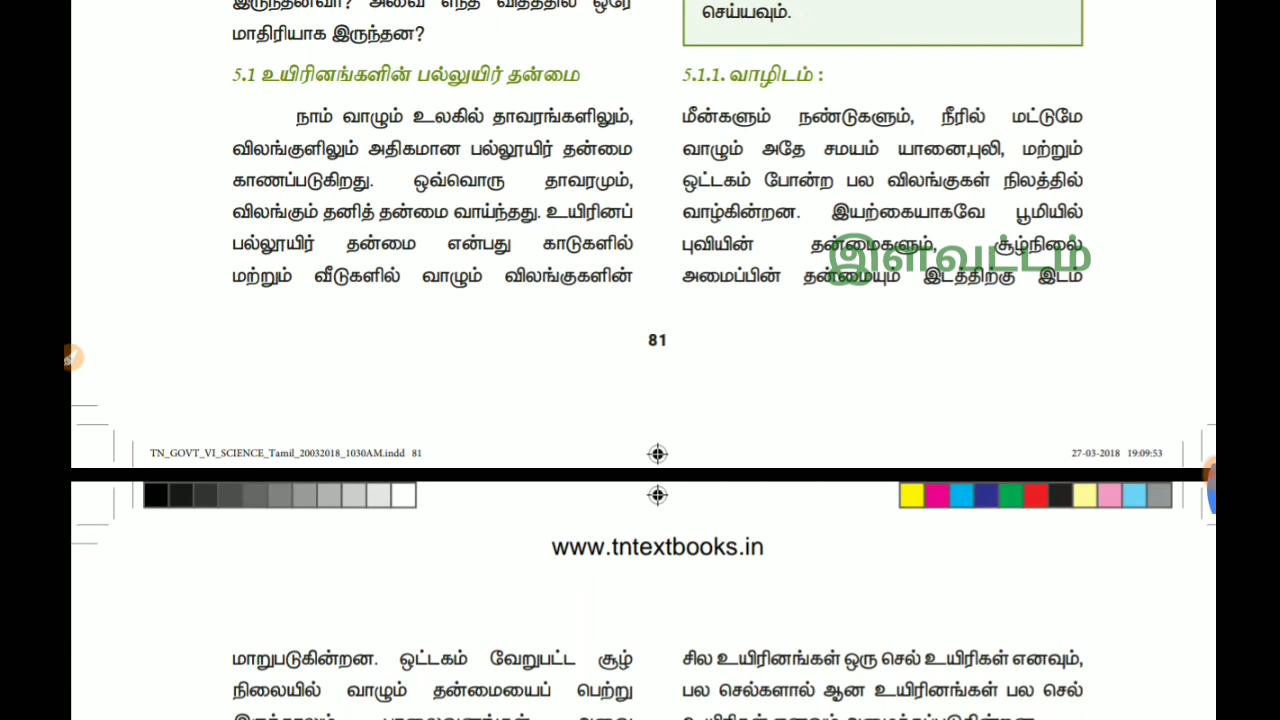 மாதிரியாக இருந்தன?
5.1 உயிரினங்களின் பல்லுயிர் தன்மை
நாம் வாழும் உலகில் தாவரங்களிலும்,
விலங்குளிலும் அதிகமான பல்லூயிர் தன்மை
காணப்படுகிறது. ஒவ்வொரு தாவரமும்,
விலங்கும் தனித் தன்மை வாய்ந்தது. உயிரினப்
பல்லூயிர் தன்மை என்பது காடுகளில்
மற்றும் வீடுகளில் வாழும் விலங்குகளின்
செய்யவும்.
5.1.1. வாழிடம் :
மீன்களும் நண்டுகளும், நீரில் மட்டுமே
வாழும் அதே சமயம் யானை,புலி, மற்றும்
ஒட்டகம் போன்ற பல விலங்குகள் நிலத்தில்
வாழ்கின்றன. இயற்கையாகவே பூமியில்
புவியின் தன்மைகளும், சூழ்நிலை
அமைப்பின் தன்மையும் இடத்திற்கு இடம்
இளவட்டம்
81
TN_GOVT_VI_SCIENCE_Tamil_20032018_1030AM.indd 81
27-03-2018 19:09:53
www.tntextbooks.in
மாறுபடுகின்றன. ஒட்டகம் வேறுபட்ட சூழ்
நிலையில் வாழும் தன்மையைப் பெற்று
சில உயிரினங்கள் ஒரு செல் உயிரிகள் எனவும்,
பல செல்களால் ஆன உயிரினங்கள் பல செல்